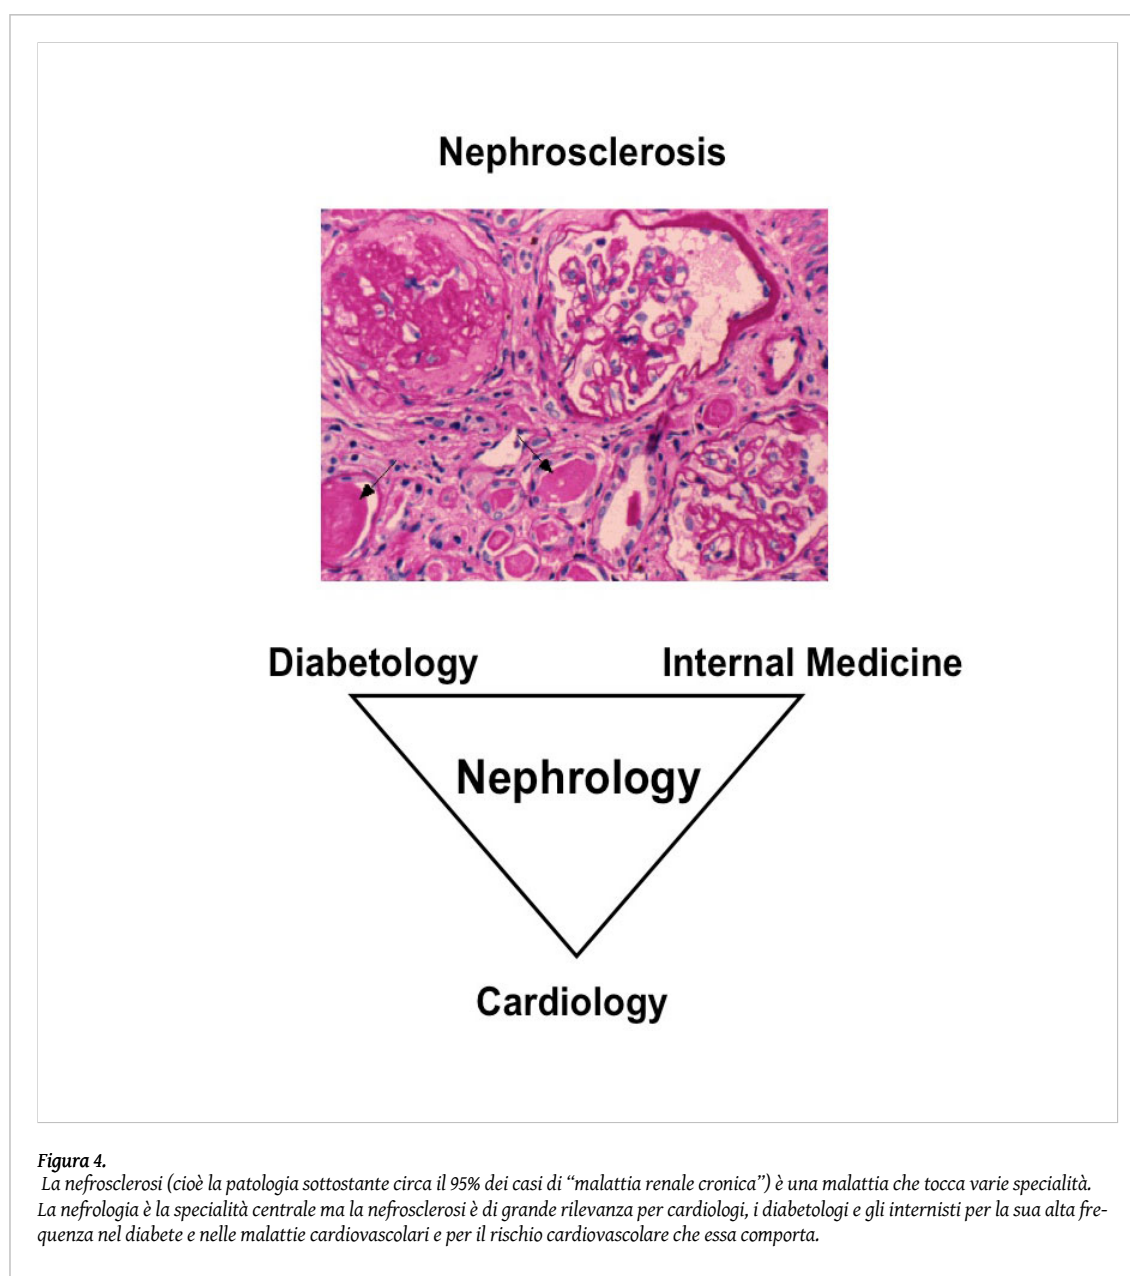 Nephrosclerosis
Diabetology
Internal Medicine
Nephrology
Cardiology
Figura 4.
La nefrosclerosi (cioè la patologia sottostante circa il 95% dei casi di “malattia renale cronica”) è una malattia che tocca varie specialità.
La nefrologia è la specialità centrale ma la nefrosclerosi è di grande rilevanza per cardiologi, i diabetologi e gli internisti per la sua alta fre-
quenza nel diabete e nelle malattie cardiovascolari e per il rischio cardiovascolare che essa comporta.